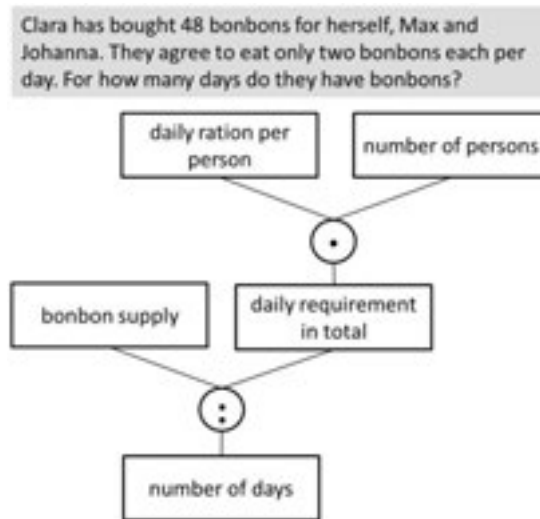 Clara has bought 48 bonbons for herself, Max and
Johanna. They agree to eat only two bonbons each per
day. For how many days do they have bonbons?
daily ration per
person
number of persons
·
bonbon supply
daily requirement
in total
:
number of days